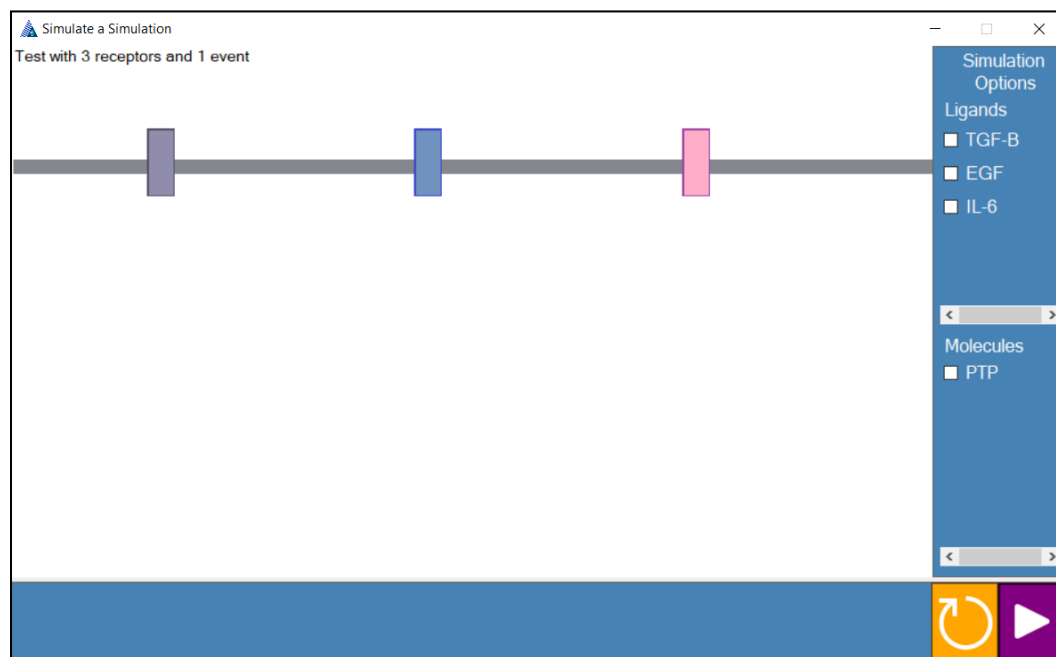 Simulate a Simulation
Test with 3 receptors and 1 event
Simulation
Options
Ligands
TGF-B
EGF
IL-6
Molecules
PTP